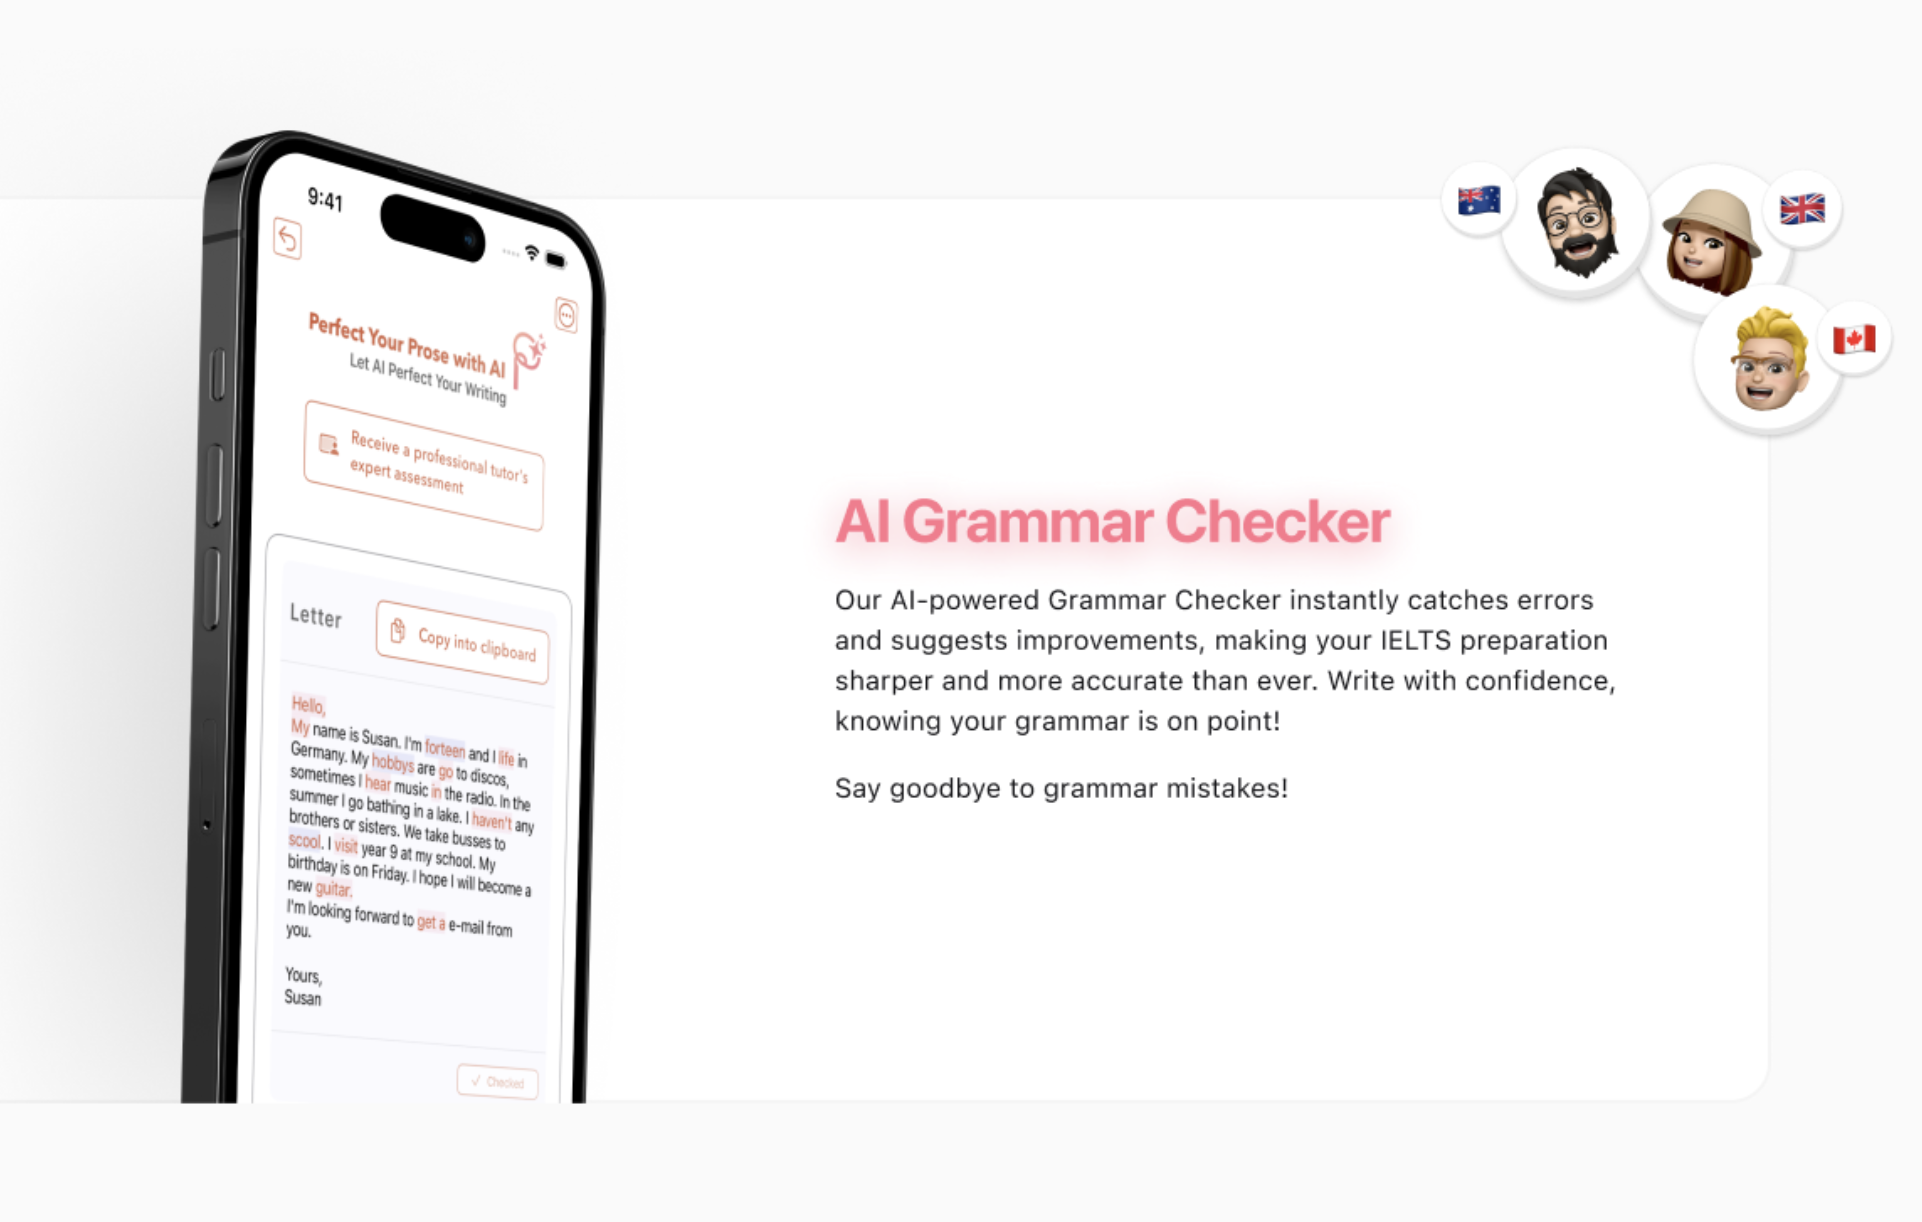 9:41
Perfect Your Prose with AI
Let AI Perfect Your Writing
Receive a professional tutor's
expert assessment
Letter
Copy into clipboard
Hello,
My name is Susan. I'm forteen and I life in
Germany. My hobbys are go to discos,
sometimes I hear music in the radio. In the
summer I go bathing in a lake. I haven't any
brothers or sisters. We take busses to
scool. I visit year 9 at my school. My
birthday is on Friday. I hope I will become a
new guitar.
I'm looking forward to get a e-mail from
you.
Yours,
Susan
Checked
AI Grammar Checker
Our AI-powered Grammar Checker instantly catches errors
and suggests improvements, making your IELTS preparation
sharper and more accurate than ever. Write with confidence,
knowing your grammar is on point!
Say goodbye to grammar mistakes!